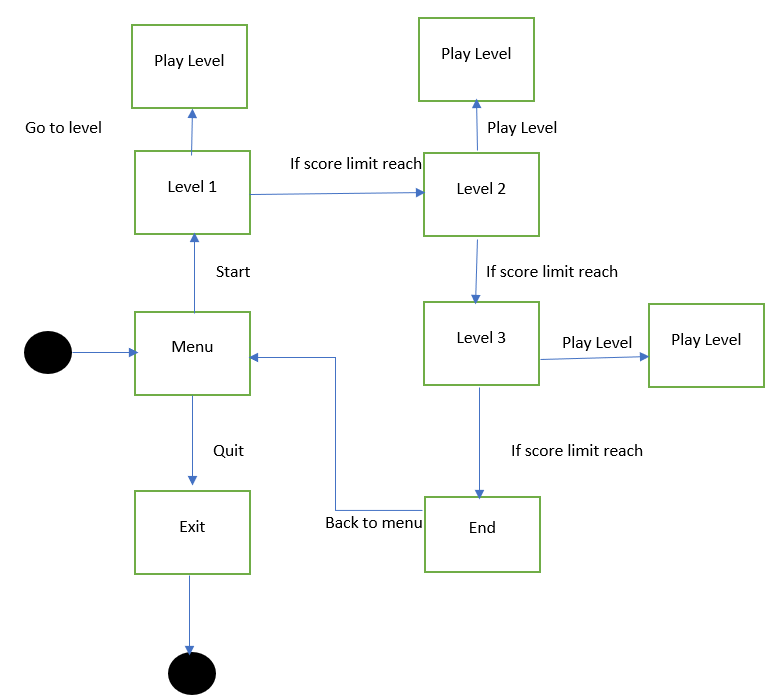 Play Level
Play Level
Go to level
Play Level
If score limit reach
Level 1
Level 2
Start
If score limit reach
Menu
Level 3
Play Level
Play Level
Quit
If score limit reach
Exit
Back to menu
End